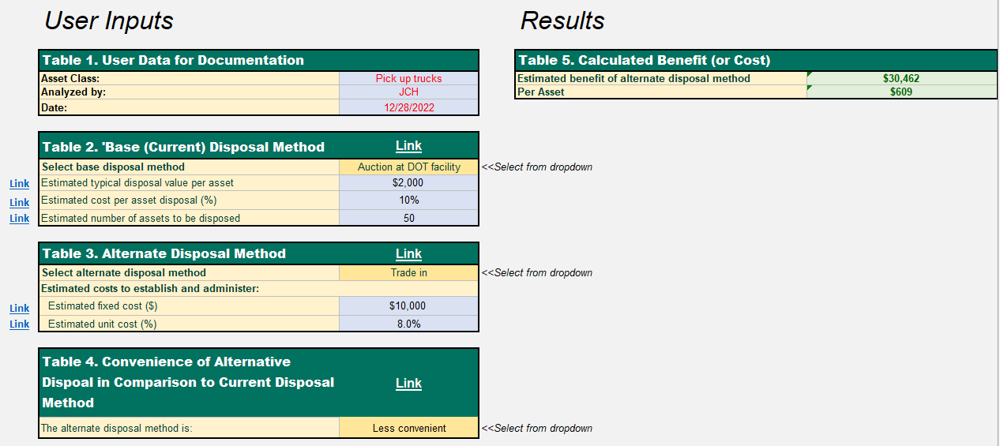 User Inputs
Results
Table 1. User Data for Documentation
Asset Class: Pick up trucks
Analyzed by: JCH
Date: 12/28/2022
Table 5. Calculated Benefit (or Cost)
Estimated benefit of alternate disposal method $30,462
Per Asset $609
Table 2. 'Base (Current) Disposal Method Link
Select base disposal method Auction at DOT facility <<Select from dropdown
Link Estimated typical disposal value per asset $2,000
Link Estimated cost per asset disposal (%) 10%
Link Estimated number of assets to be disposed 50
Table 3. Alternate Disposal Method Link
Select alternate disposal method Trade in <<Select from dropdown
Estimated costs to establish and administer:
Link Estimated fixed cost ($) $10,000
Link Estimated unit cost (%) 8.0%
Table 4. Convenience of Alternative
Dispoal in Comparison to Current Disposal Link
Method
The alternate disposal method is: Less convenient <<Select from dropdown